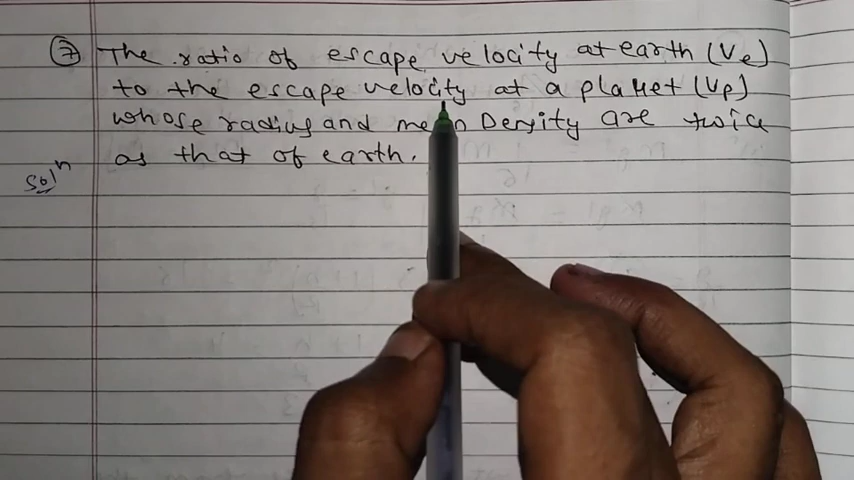 7 The ratio of escape velocity at earth (Ve)
to the escape velocity at a planet (Vp)
whose radius and mean Density are twice
as that of earth.
Solⁿ